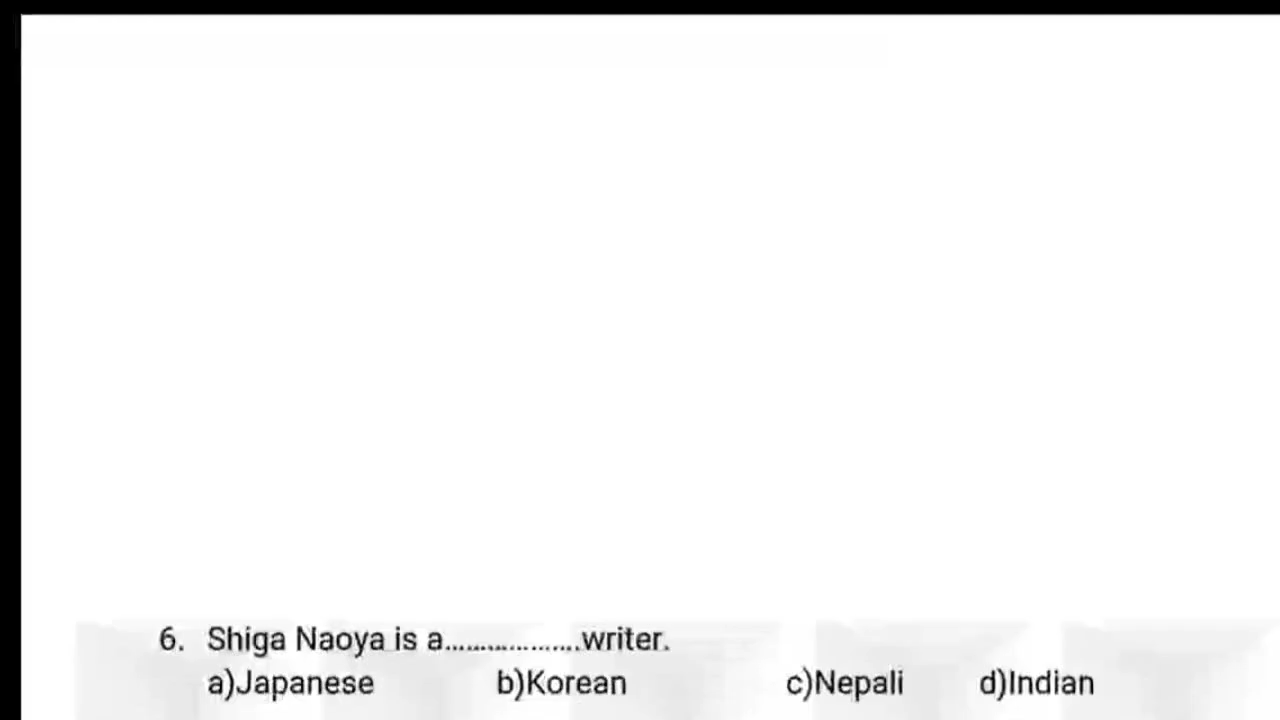 6. Shiga Naoya is a..................writer.
a)Japanese b)Korean c)Nepali d)Indian